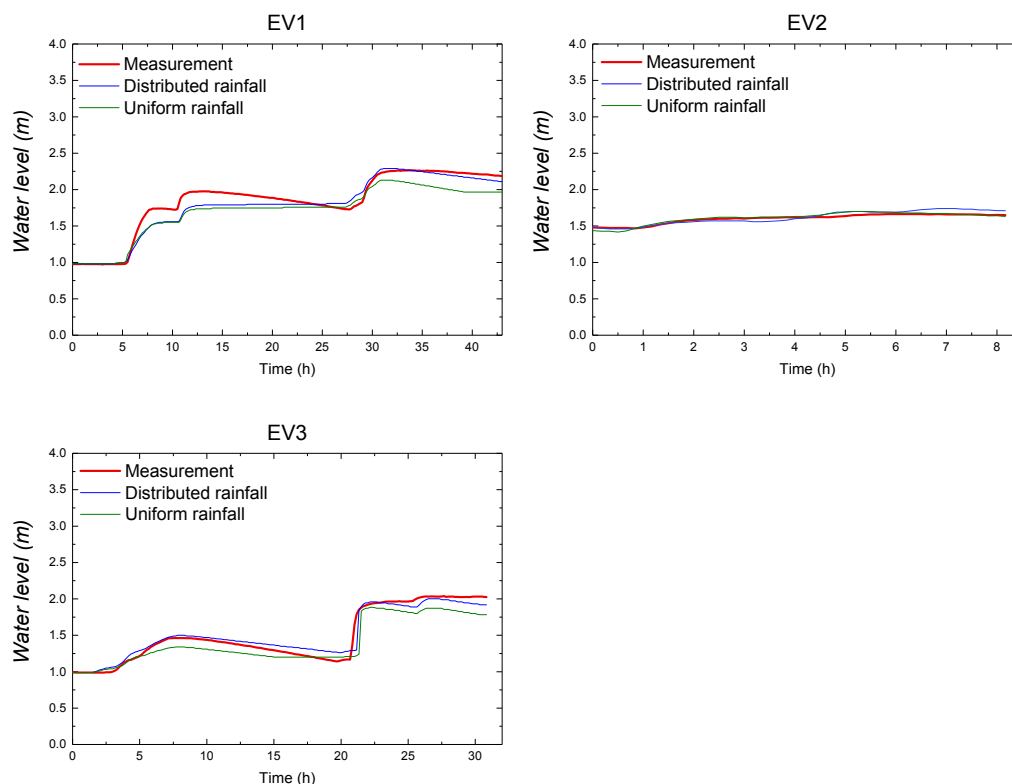 EV1
4.0
3.5
3.0
2.5
2.0
1.5
1.0
0.5
0.0
Water level (m)
Measurement
Distributed rainfall
Uniform rainfall
0 5 10 15 20 25 30 35 40
Time (h)
EV2
4.0
3.5
3.0
2.5
2.0
1.5
1.0
0.5
0.0
Water level (m)
Measurement
Distributed rainfall
Uniform rainfall
0 1 2 3 4 5 6 7 8
Time (h)
EV3
4.0
3.5
3.0
2.5
2.0
1.5
1.0
0.5
0.0
Water level (m)
Measurement
Distributed rainfall
Uniform rainfall
0 5 10 15 20 25 30
Time (h)